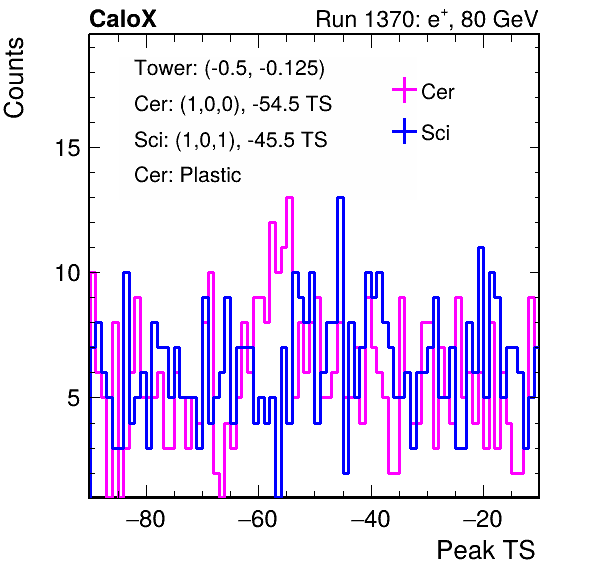 CaloX Run 1370: e⁺, 80 GeV
Counts
Tower: (-0.5, -0.125)
Cer: (1,0,0), -54.5 TS
Sci: (1,0,1), -45.5 TS
Cer: Plastic
Cer
Sci
15
10
5
−80 −60 −40 −20
Peak TS